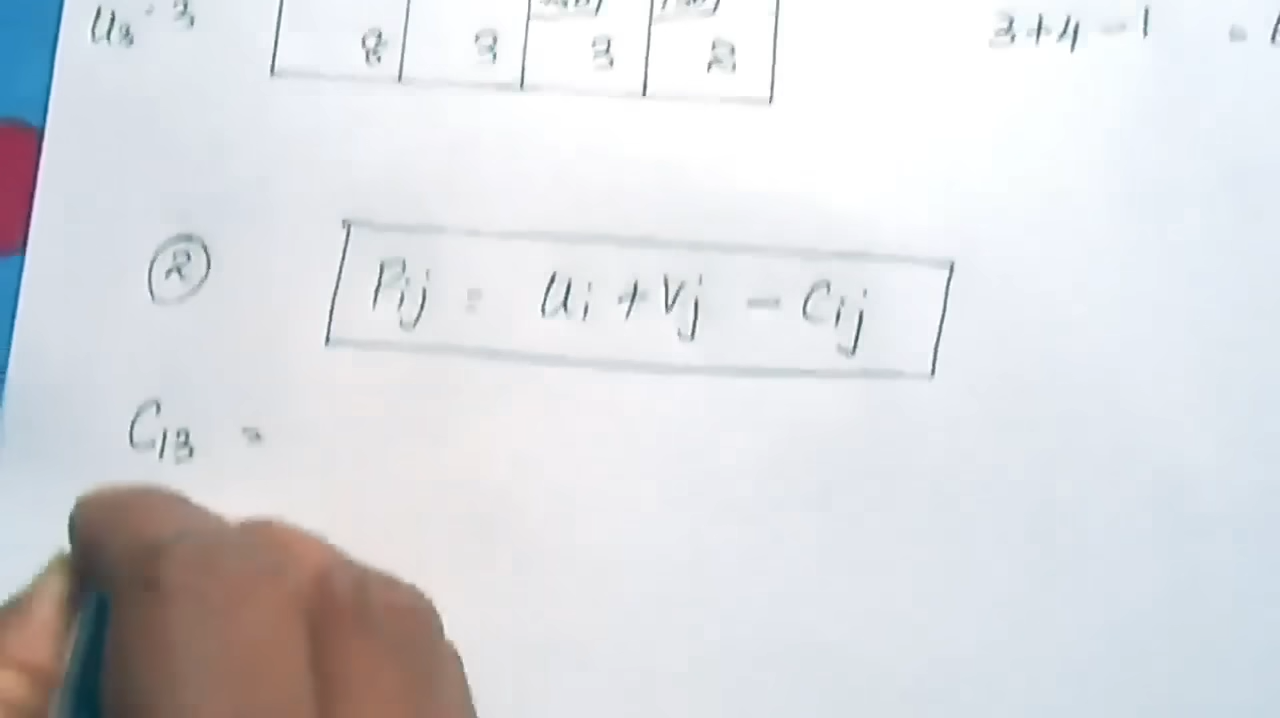 U3 = 3
8 3 3 2
3+4-1 =
2
Pij = Ui + Vj - Cij
C13 =